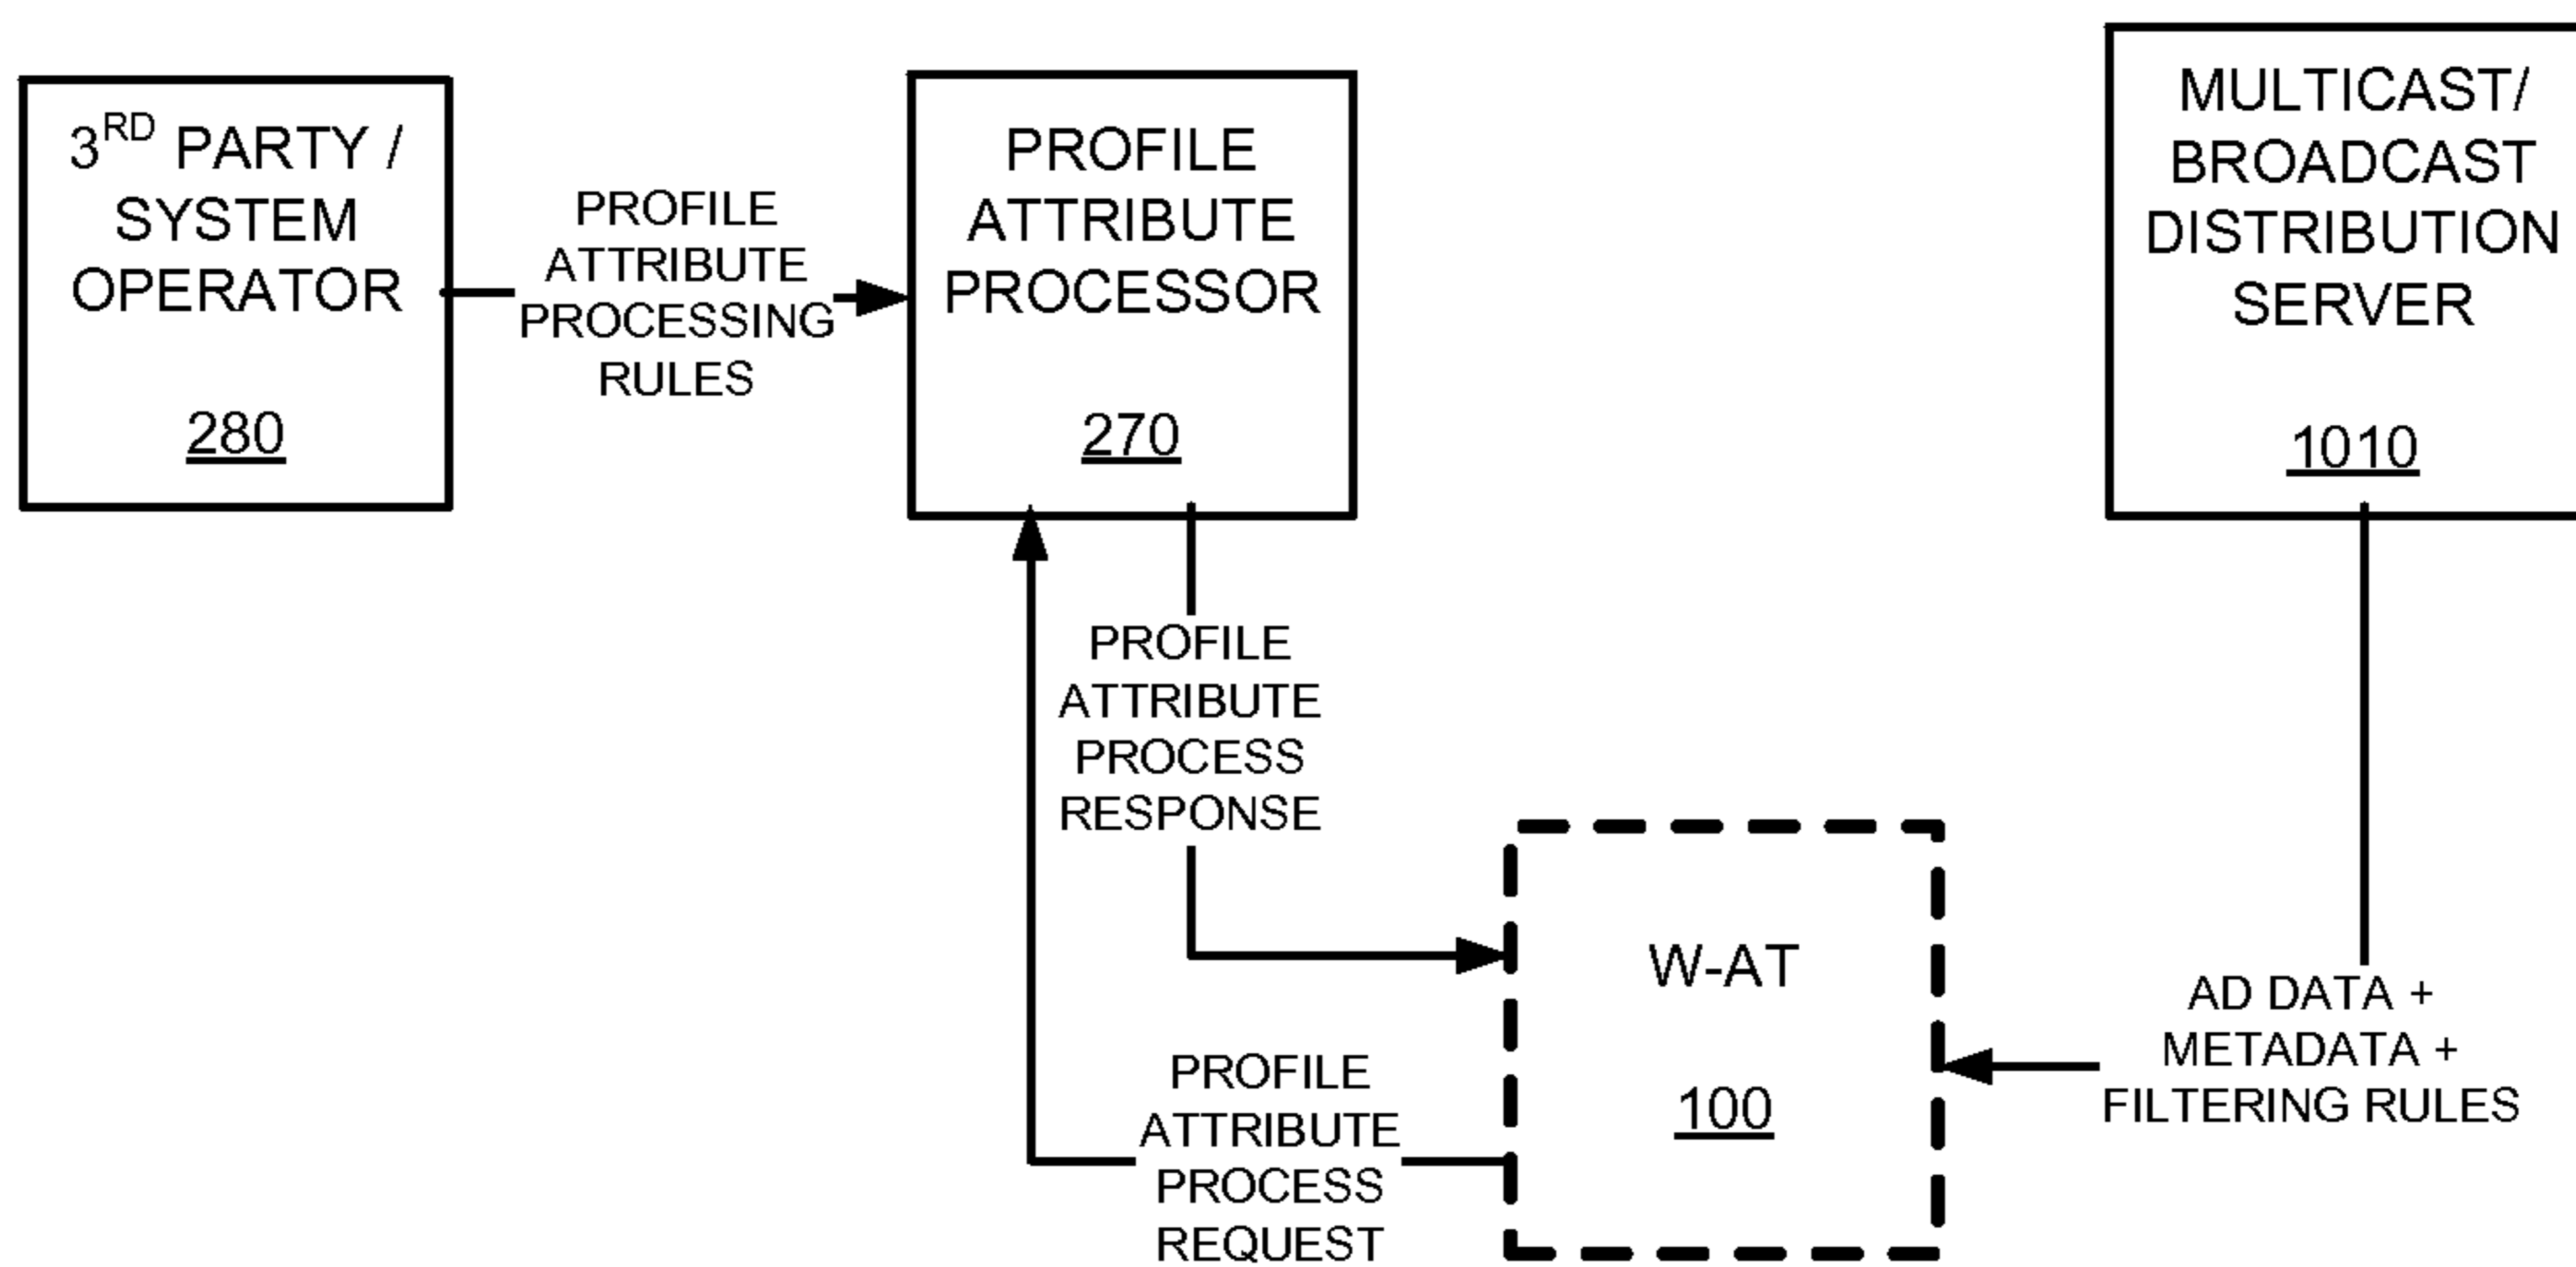 3RD PARTY /
SYSTEM
OPERATOR
280
PROFILE
ATTRIBUTE
PROCESSING
RULES
PROFILE
ATTRIBUTE
PROCESSOR
270
MULTICAST/
BROADCAST
DISTRIBUTION
SERVER
1010
PROFILE
ATTRIBUTE
PROCESS
RESPONSE
W-AT
100
PROFILE
ATTRIBUTE
PROCESS
REQUEST
AD DATA +
METADATA +
FILTERING RULES